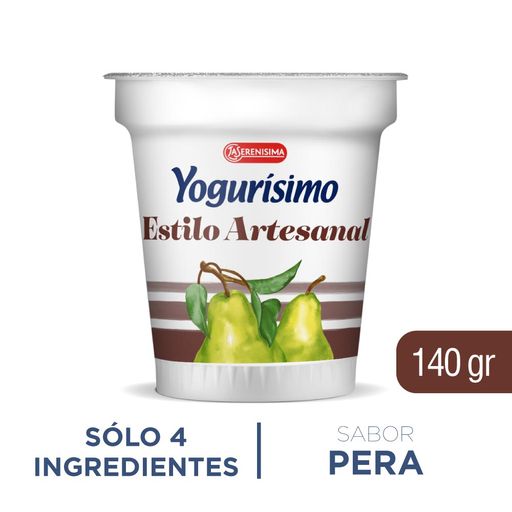 LA SERENISIMA
Yogurísimo
Estilo Artesanal
140 gr
SÓLO 4
INGREDIENTES
SABOR
PERA